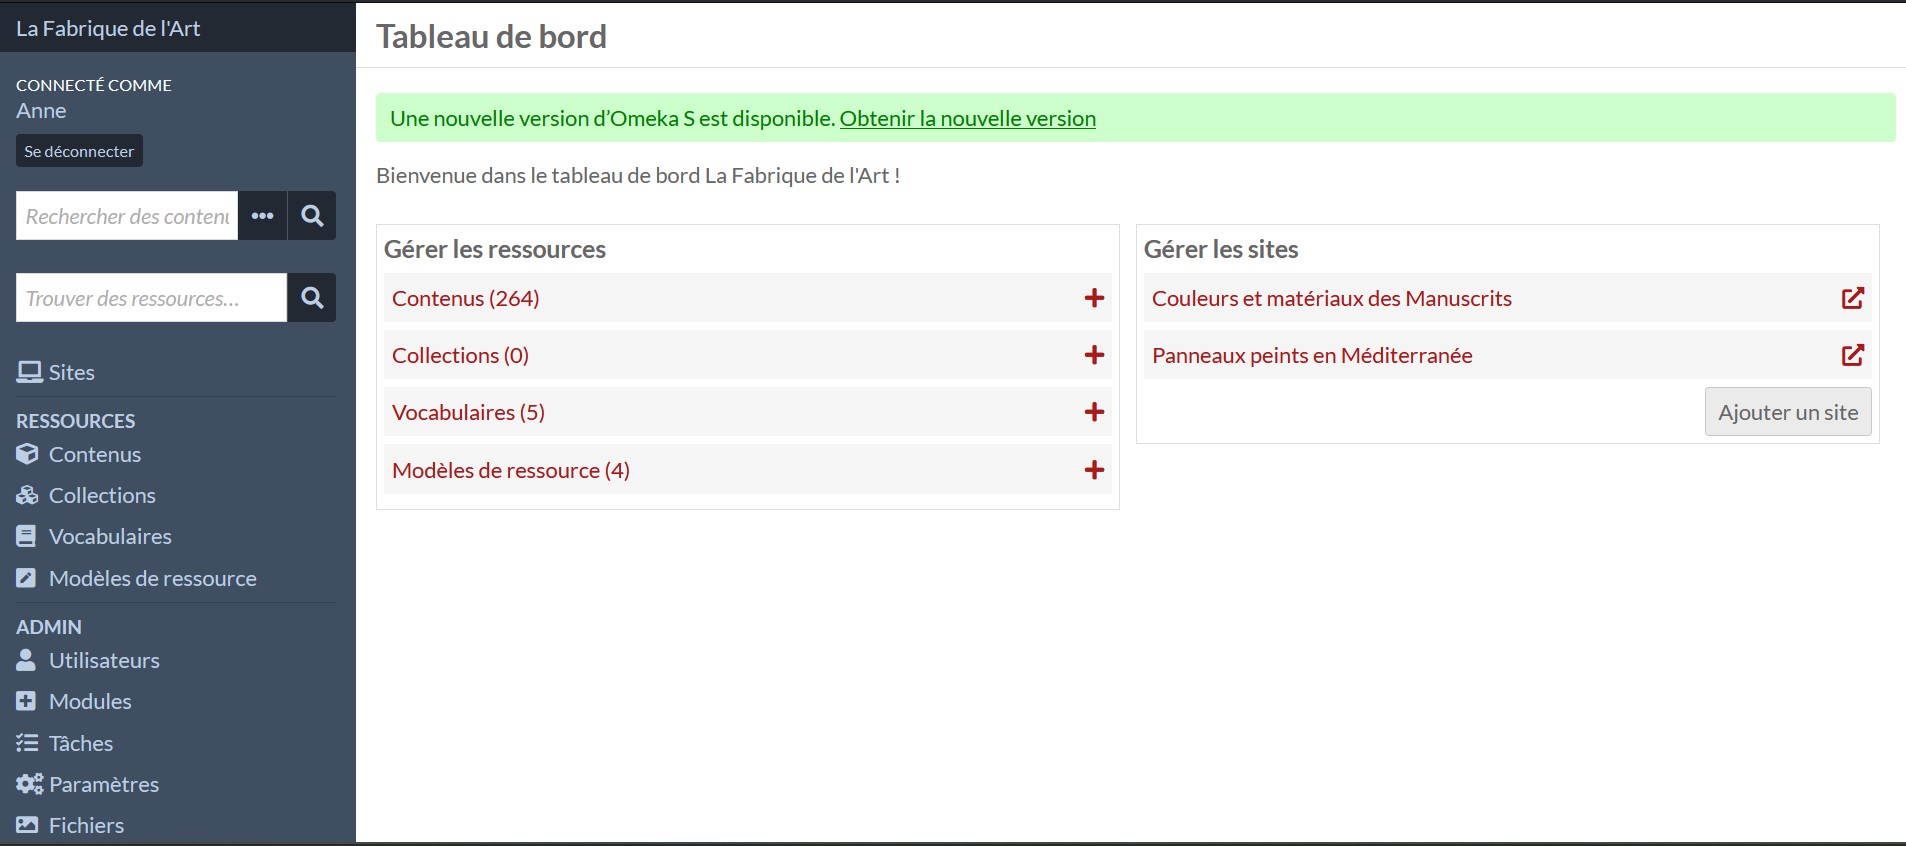 La Fabrique de l'Art
CONNECTÉ COMME
Anne
Se déconnecter
Rechercher des contenu
Trouver des ressources…
Sites
RESSOURCES
Contenus
Collections
Vocabulaires
Modèles de ressource
ADMIN
Utilisateurs
Modules
Tâches
Paramètres
Fichiers
Tableau de bord
Une nouvelle version d’Omeka S est disponible. Obtenir la nouvelle version
Bienvenue dans le tableau de bord La Fabrique de l'Art !
Gérer les ressources
Contenus (264)
Collections (0)
Vocabulaires (5)
Modèles de ressource (4)
Gérer les sites
Couleurs et matériaux des Manuscrits
Panneaux peints en Méditerranée
Ajouter un site